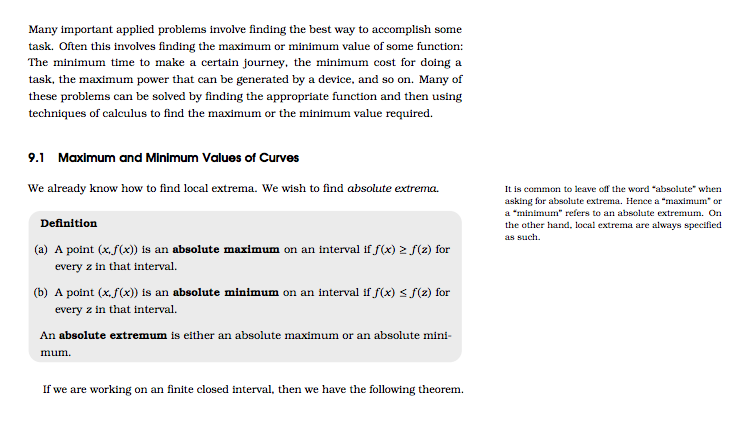 Many important applied problems involve finding the best way to accomplish some
task. Often this involves finding the maximum or minimum value of some function:
The minimum time to make a certain journey, the minimum cost for doing a
task, the maximum power that can be generated by a device, and so on. Many of
these problems can be solved by finding the appropriate function and then using
techniques of calculus to find the maximum or the minimum value required.
9.1 Maximum and Minimum Values of Curves
We already know how to find local extrema. We wish to find absolute extrema.
It is common to leave off the word “absolute” when
asking for absolute extrema. Hence a “maximum” or
a “minimum” refers to an absolute extremum. On
the other hand, local extrema are always specified
as such.
Definition
(a) A point (x, f(x)) is an absolute maximum on an interval if f(x) ≥ f(z) for
every z in that interval.
(b) A point (x, f(x)) is an absolute minimum on an interval if f(x) ≤ f(z) for
every z in that interval.
An absolute extremum is either an absolute maximum or an absolute mini-
mum.
If we are working on an finite closed interval, then we have the following theorem.